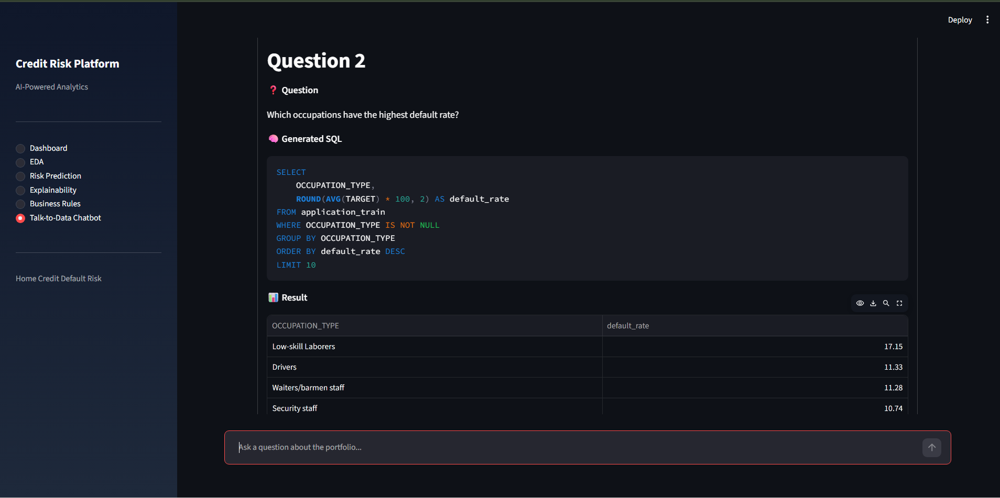 Deploy
Credit Risk Platform
AI-Powered Analytics
Dashboard
EDA
Risk Prediction
Explainability
Business Rules
Talk-to-Data Chatbot
Home Credit Default Risk
Question 2
❓ Question
Which occupations have the highest default rate?
🧠 Generated SQL
SELECT
    OCCUPATION_TYPE,
    ROUND(AVG(TARGET) * 100, 2) AS default_rate
FROM application_train
WHERE OCCUPATION_TYPE IS NOT NULL
GROUP BY OCCUPATION_TYPE
ORDER BY default_rate DESC
LIMIT 10
📊 Result
OCCUPATION_TYPE default_rate
Low-skill Laborers 17.15
Drivers 11.33
Waiters/barmen staff 11.28
Security staff 10.74
Ask a question about the portfolio...